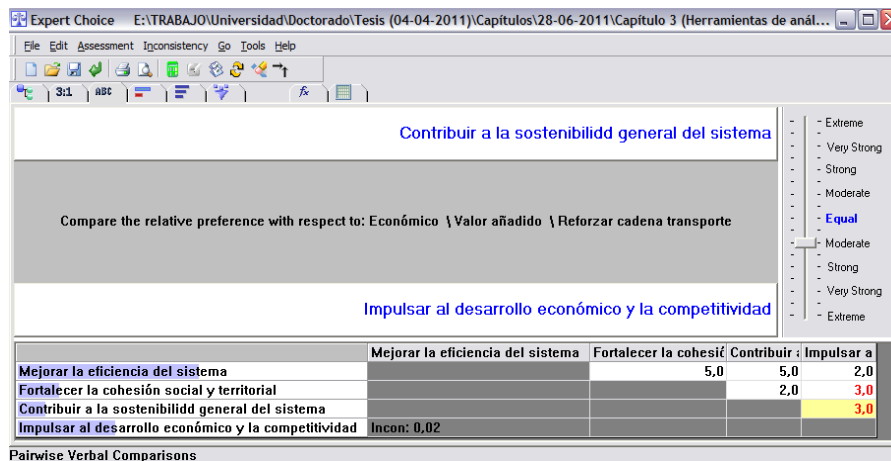 Expert Choice E:\TRABAJO\Universidad\Doctorado\Tesis (04-04-2011)\Capítulos\28-06-2011\Capítulo 3 (Herramientas de anál...
File Edit Assessment Inconsistency Go Tools Help
3:1 ABC fx
Contribuir a la sostenibilidd general del sistema
Compare the relative preference with respect to: Económico \ Valor añadido \ Reforzar cadena transporte
Impulsar al desarrollo económico y la competitividad
Extreme
Very Strong
Strong
Moderate
Equal
Moderate
Strong
Very Strong
Extreme
Mejorar la eficiencia del sistema Fortalecer la cohesió Contribuir a Impulsar a
Mejorar la eficiencia del sistema 5,0 5,0 2,0
Fortalecer la cohesión social y territorial 2,0 3,0
Contribuir a la sostenibilidd general del sistema 3,0
Impulsar al desarrollo económico y la competitividad Incon: 0,02
Pairwise Verbal Comparisons